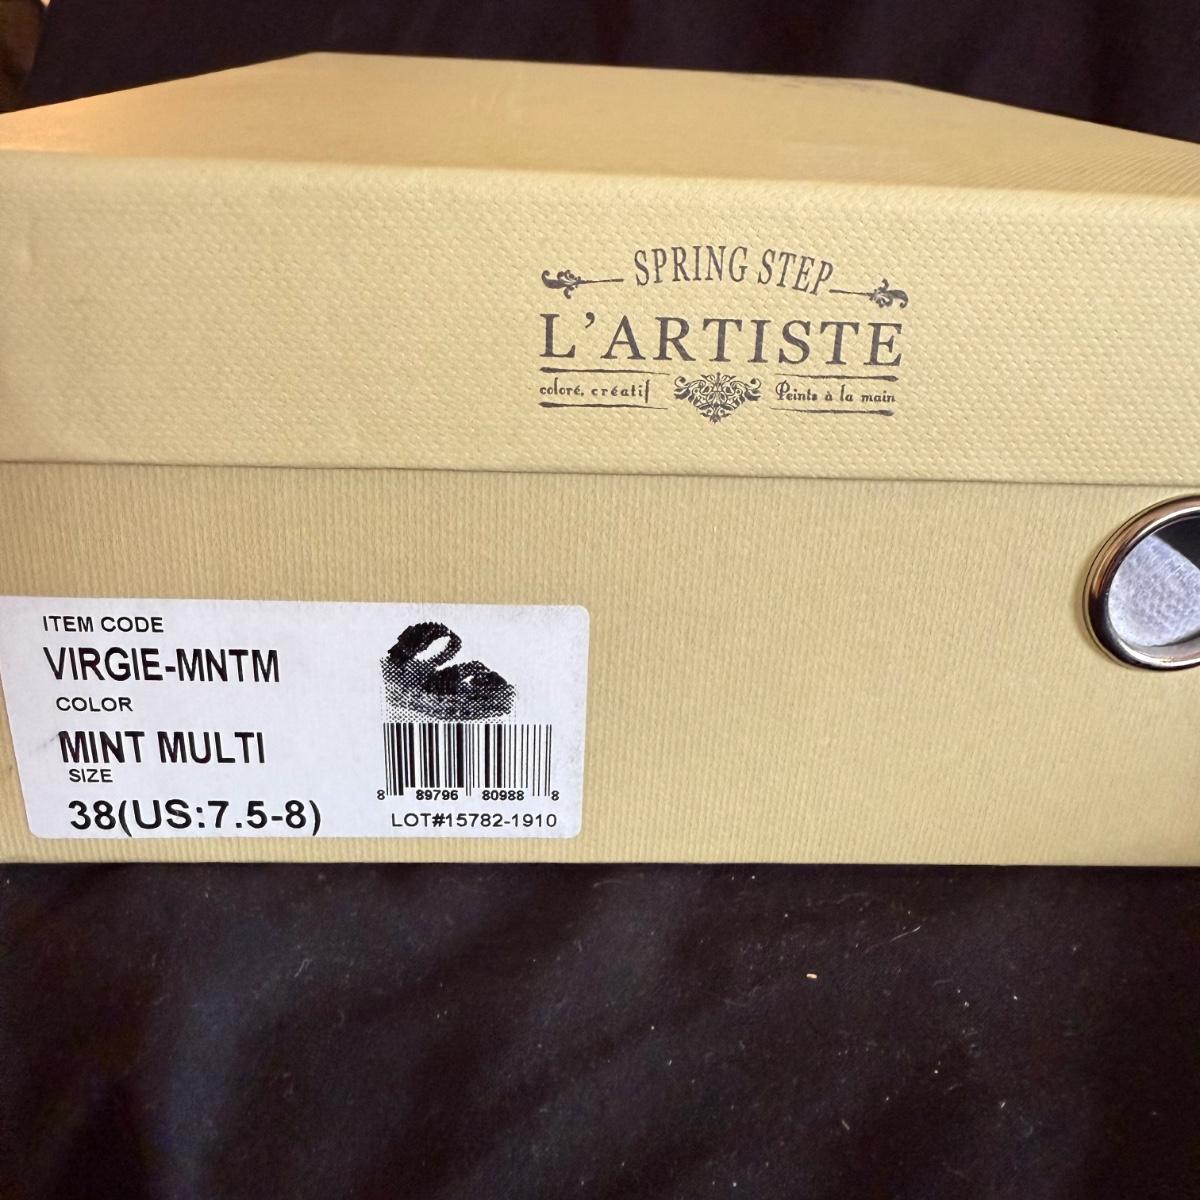 SPRING STEP
L'ARTISTE
coloré, créatif Peints à la main
ITEM CODE
VIRGIE-MNTM
COLOR
MINT MULTI
SIZE
38(US:7.5-8)
8 89796 80988 8
LOT#15782-1910